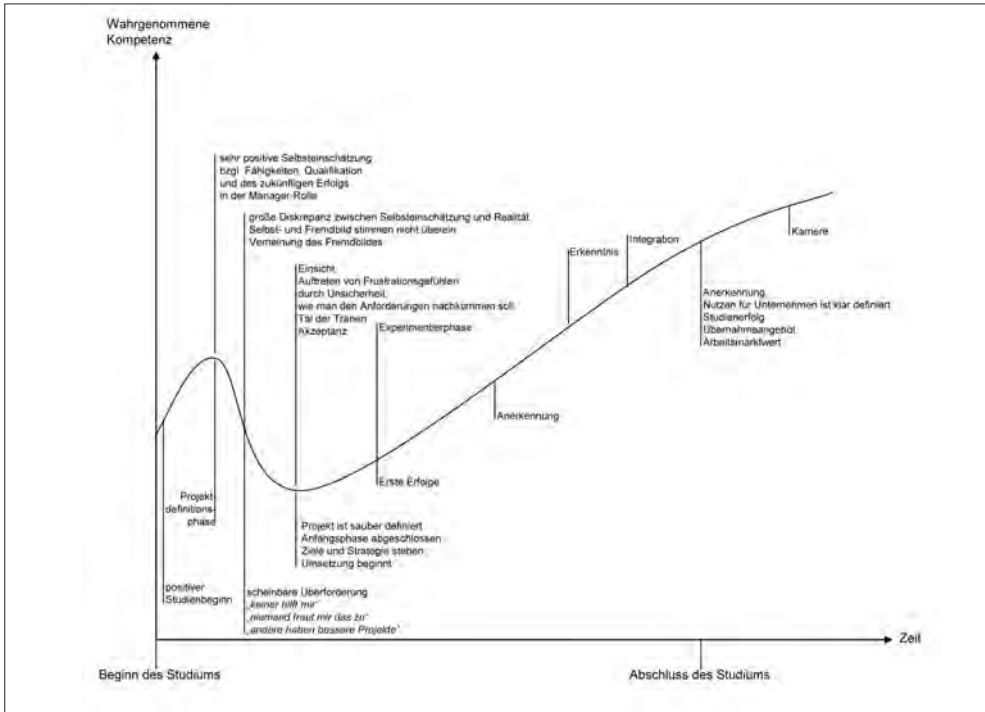 Wahrgenommene
Kompetenz
sehr positive Selbsteinschätzung
bzgl. Fähigkeiten, Qualifikation
und des zukünftigen Erfolgs
in der Manager-Rolle
große Diskrepanz zwischen Selbsteinschätzung und Realität
Selbst- und Fremdbild stimmen nicht überein
Verneinung des Fremdbildes
Einsicht,
Auftreten von Frustrationsgefühlen
durch Unsicherheit,
wie man den Anforderungen nachkommen soll.
Tal der Tränen
Akzeptanz
Experimentierphase
Erkenntnis
Integration
Karriere
Anerkennung
Nutzen für Unternehmen ist klar definiert
Studienerfolg
Übernahmeangebot
Arbeitsmarktwert
Anerkennung
Erste Erfolge
Projekt-
definitions-
phase
Projekt ist sauber definiert
Anfangsphase abgeschlossen
Ziele und Strategie stehen
Umsetzung beginnt
positiver
Studienbeginn
scheinbare Überforderung
„keiner hilft mir"
„niemand traut mir das zu"
„andere haben bessere Projekte"
Zeit
Beginn des Studiums
Abschluss des Studiums